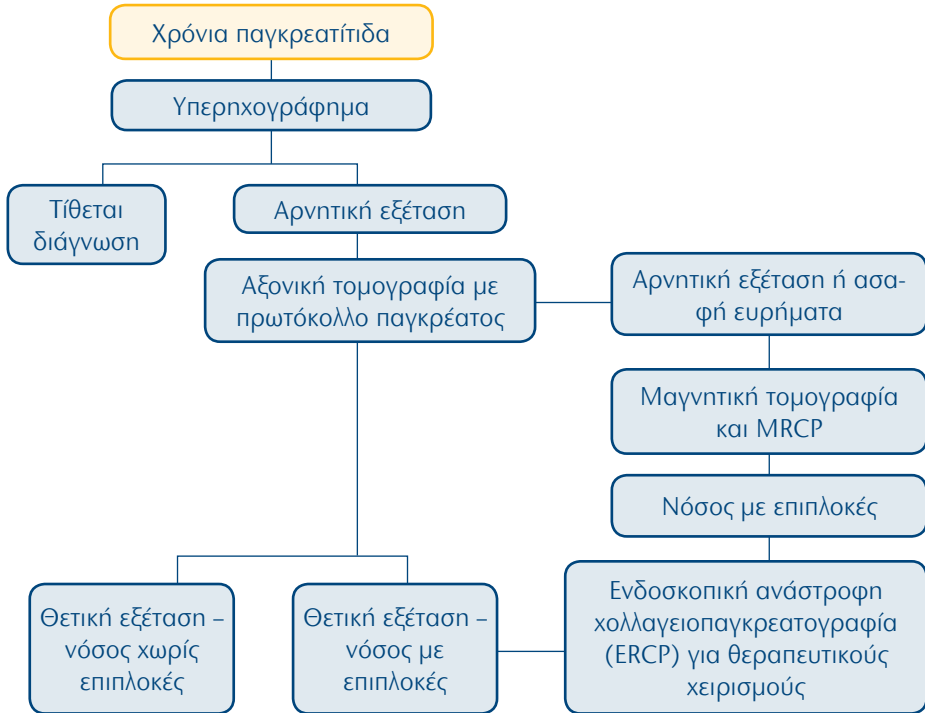 Χρόνια παγκρεατίτιδα
Υπερηχογράφημα
Τίθεται
διάγνωση
Αρνητική εξέταση
Αξονική τομογραφία με
πρωτόκολλο παγκρέατος
Αρνητική εξέταση ή ασα-
φή ευρήματα
Μαγνητική τομογραφία
και MRCP
Νόσος με επιπλοκές
Θετική εξέταση –
νόσος χωρίς
επιπλοκές
Θετική εξέταση –
νόσος με
επιπλοκές
Ενδοσκοπική ανάστροφη
χολλαγειοπαγκρεατογραφία
(ERCP) για θεραπευτικούς
χειρισμούς